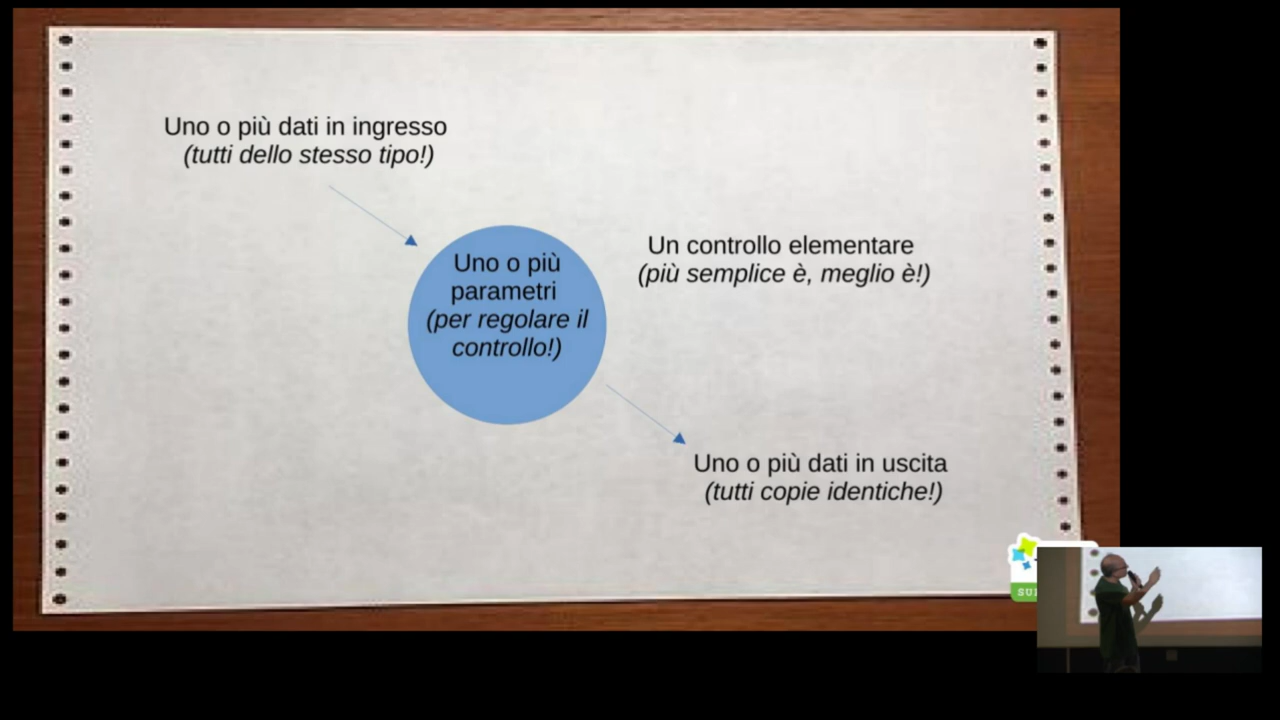 Uno o più dati in ingresso
(tutti dello stesso tipo!)
Uno o più
parametri
(per regolare il
controllo!)
Un controllo elementare
(più semplice è, meglio è!)
Uno o più dati in uscita
(tutti copie identiche!)